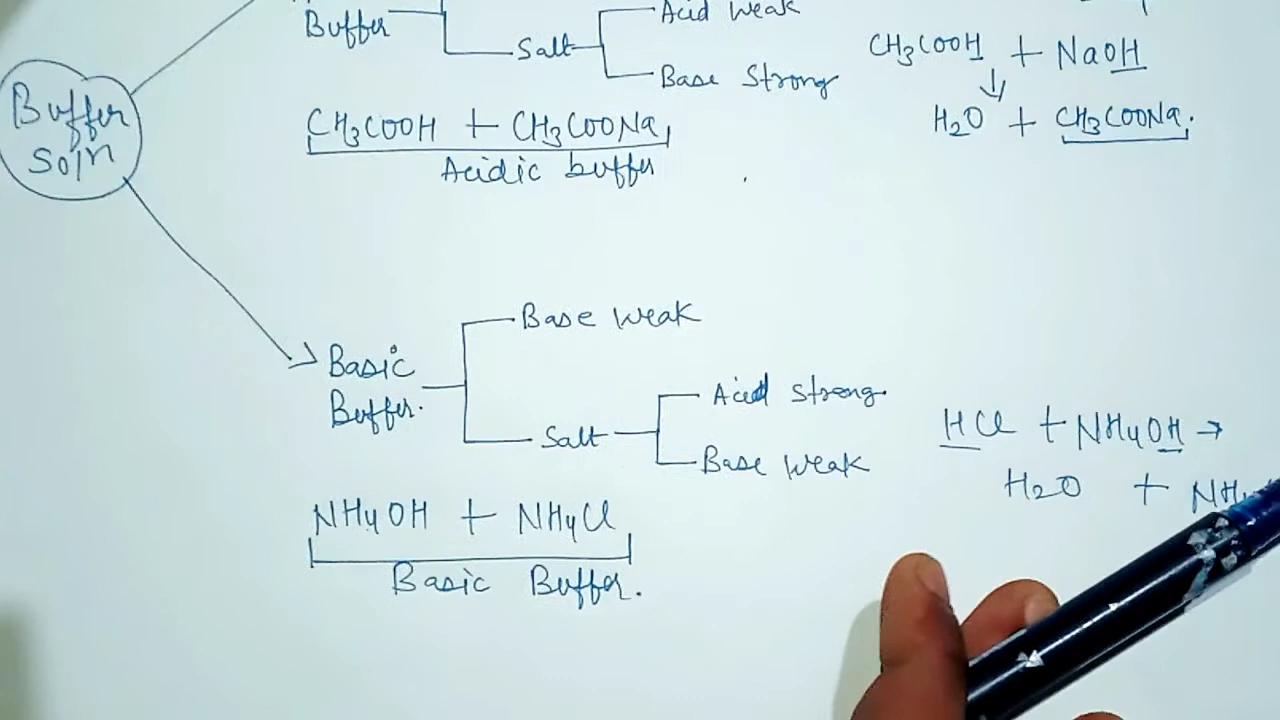 Acid Weak
Buffer
Salt
Base Strong
CH3COOH + NaOH
H2O + CH3COONa.
Buffer
Soln
CH3COOH + CH3COONa
Acidic buffer
Base Weak
Basic
Buffer.
Salt
Acid Strong
Base Weak
HCl + NH4OH →
H2O + NH4
NH4OH + NH4Cl
Basic Buffer.